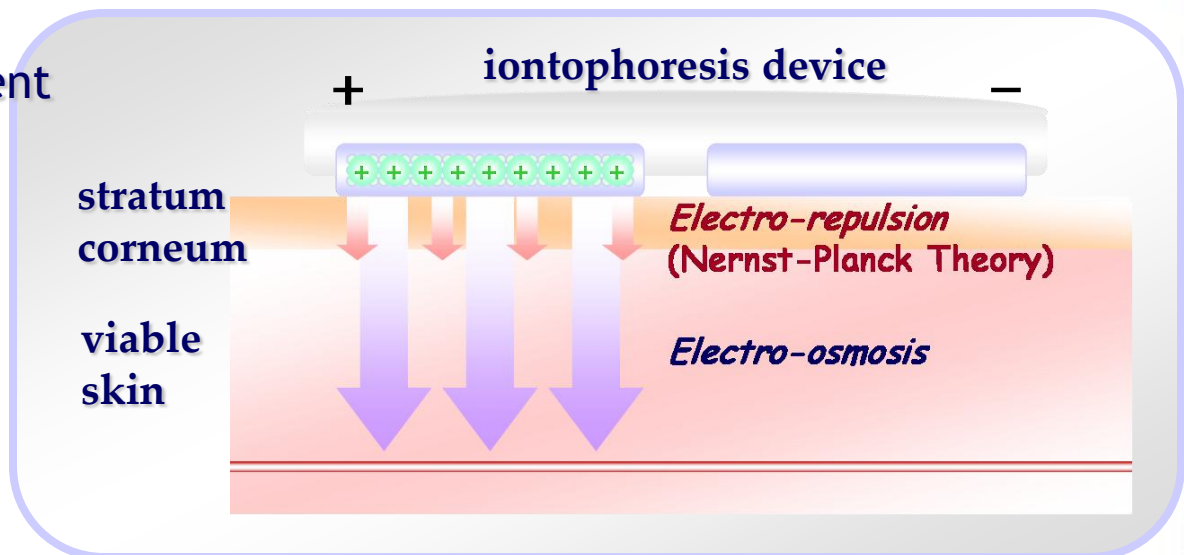 ent
iontophoresis device
+ −
+ + + + + + + + +
stratum
corneum
Electro-repulsion
(Nernst-Planck Theory)
viable
skin
Electro-osmosis